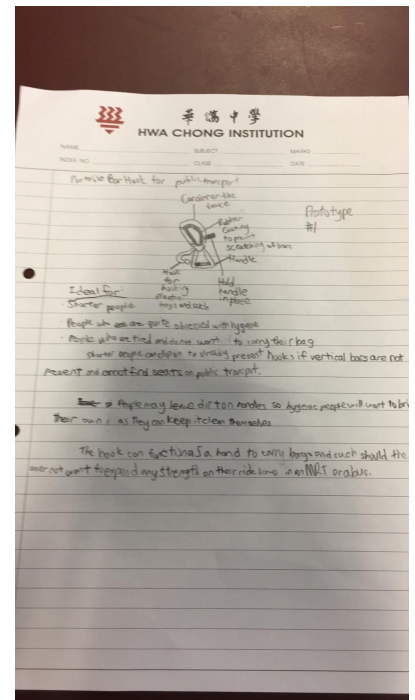 華僑中學
HWA CHONG INSTITUTION
NAME SUBJECT MARKS
INDEX NO. CLASS DATE
Bar Hook for public transport
Carabiner like
device
Prototype
#1
Rubber
Coating
to prevent
scratching of bars
Handle
Hook
for
plastic
bags and such
Hold
handle
in place
Ideal for:
· Shorter people
People who are quite obsessed with hygiene
· People who are tired and do not want to carry their bag
shorter people can clip on to already present hooks if vertical bars are not
present and cannot find seats on public transport.
People may leave dirt on handles so hygienic people will want to bri
their own as they can keep it clean themselves
The hook can function as a hand to carry bags and such should the
user not want to expend any strength on their ride home in an MRT or a bus.